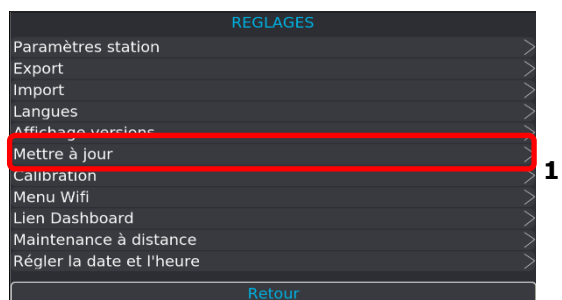 REGLAGES
Paramètres station
Export
Import
Langues
Affichage versions
Mettre à jour
1
Calibration
Menu Wifi
Lien Dashboard
Maintenance à distance
Régler la date et l'heure
Retour